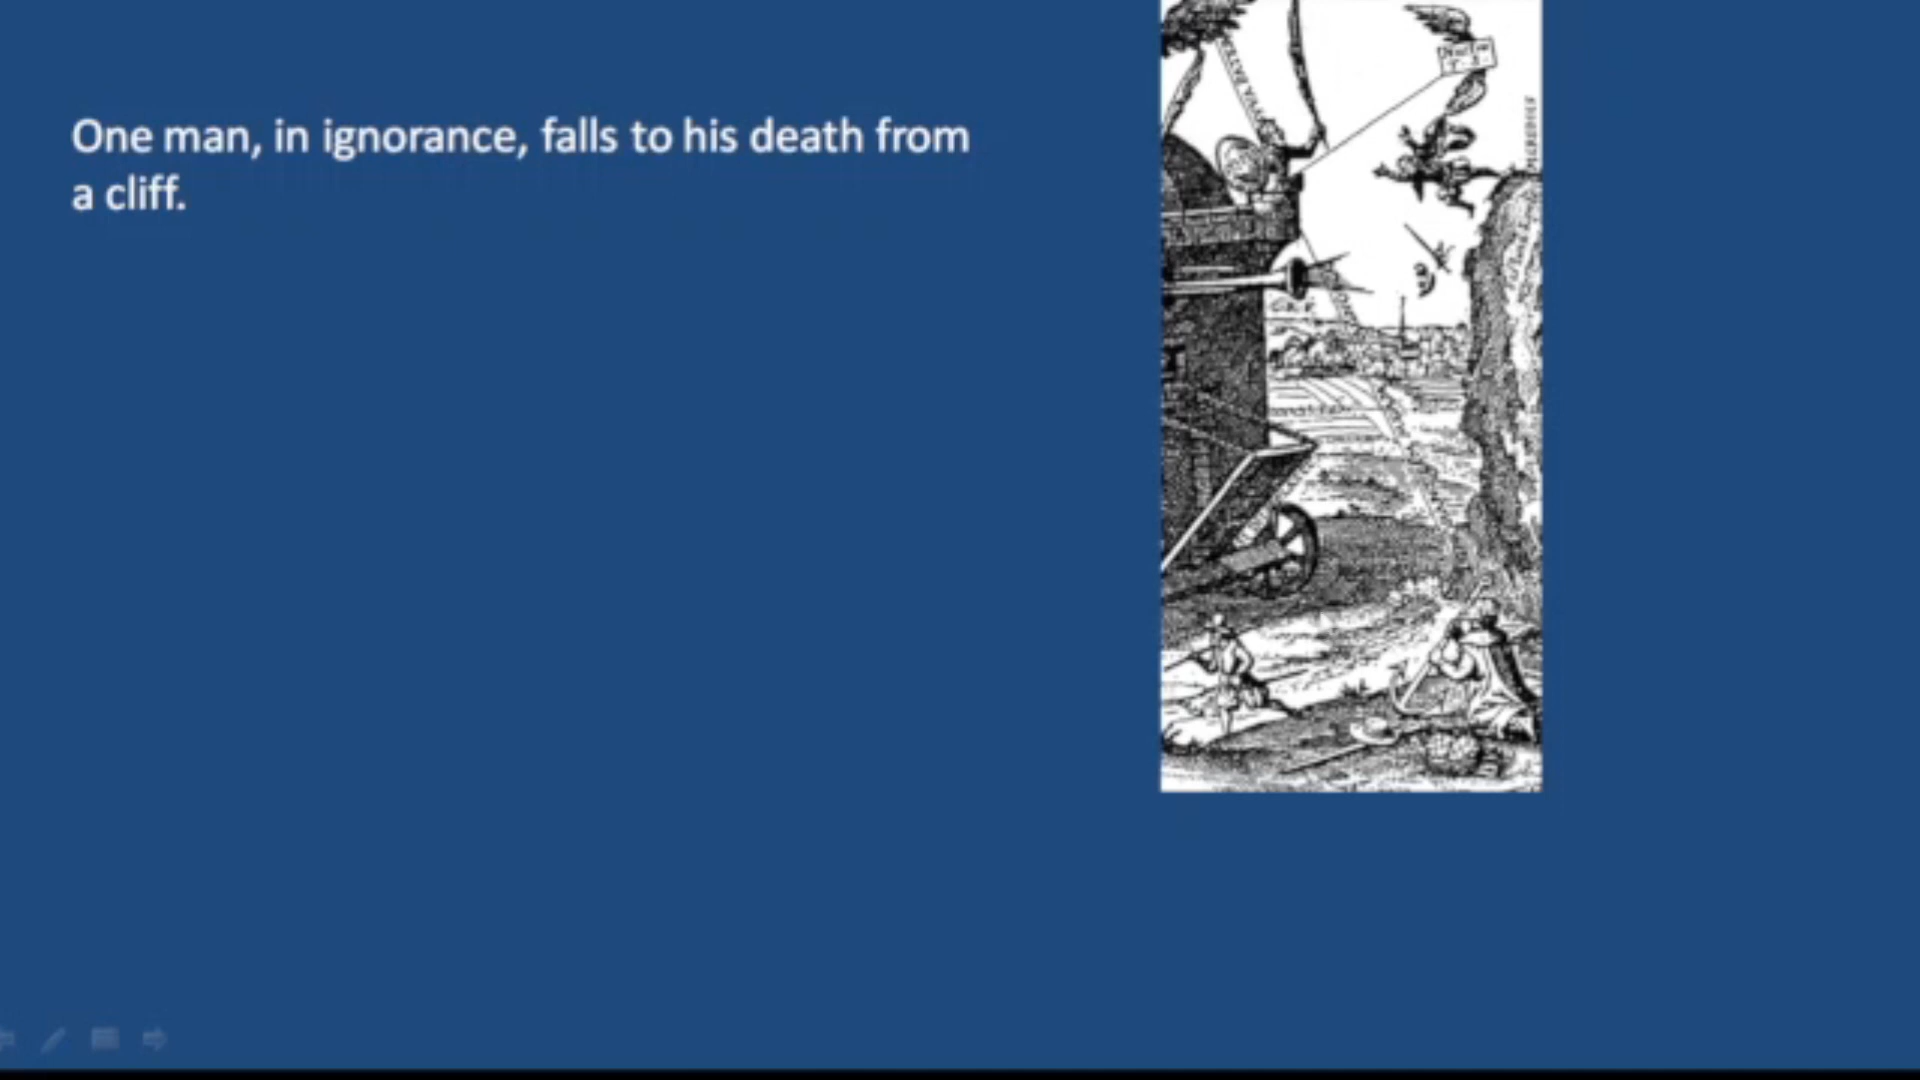 One man, in ignorance, falls to his death from
a cliff.